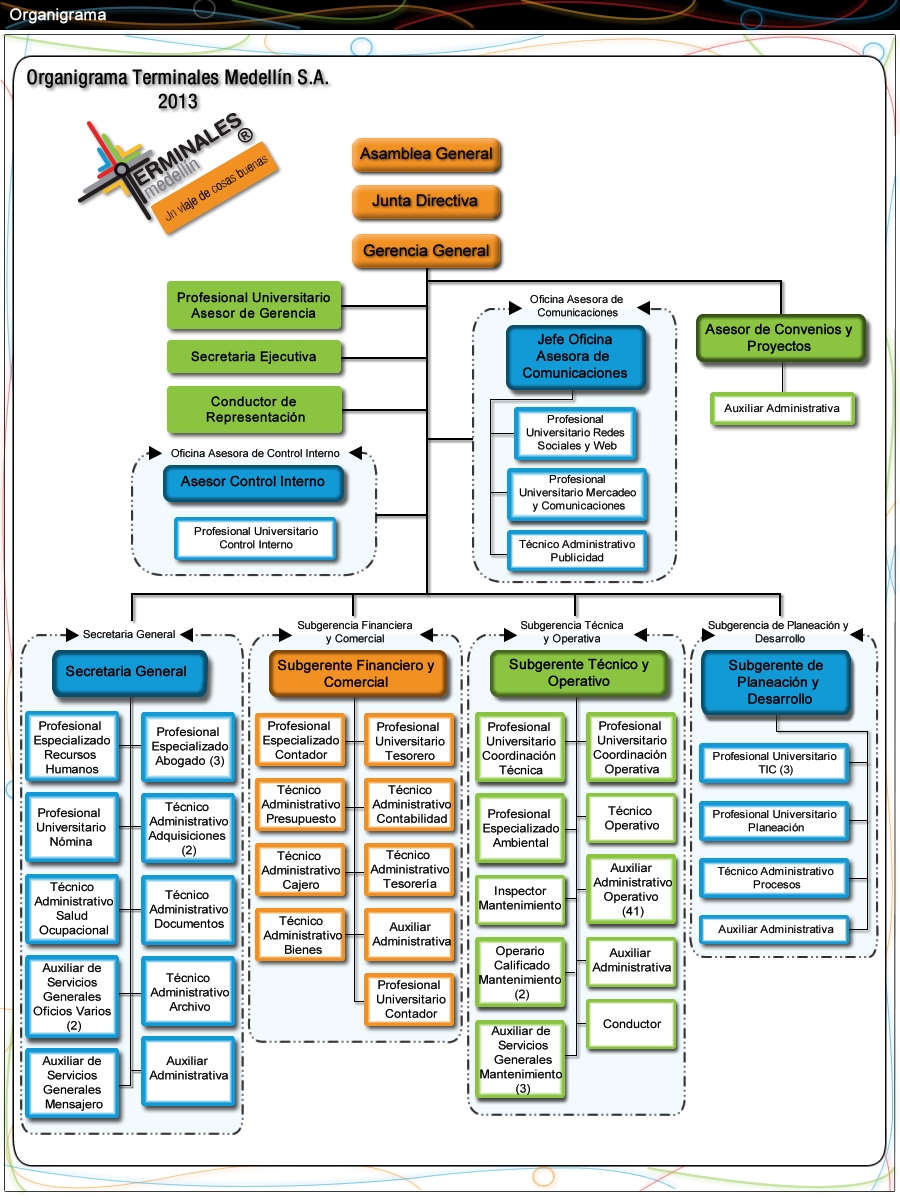 Organigrama
Organigrama Terminales Medellín S.A.
2013
TERMINALES
®
medellín
Un viaje de cosas buenas
Asamblea General
Junta Directiva
Gerencia General
Profesional Universitario
Asesor de Gerencia
Secretaria Ejecutiva
Conductor de
Representación
Oficina Asesora de
Comunicaciones
Jefe Oficina
Asesora de
Comunicaciones
Profesional
Universitario Redes
Sociales y Web
Profesional
Universitario Mercadeo
y Comunicaciones
Técnico Administrativo
Publicidad
Asesor de Convenios y
Proyectos
Auxiliar Administrativa
Oficina Asesora de Control Interno
Asesor Control Interno
Profesional Universitario
Control Interno
Secretaria General
Secretaria General
Profesional
Especializado
Recursos
Humanos
Profesional
Especializado
Abogado (3)
Profesional
Universitario
Nómina
Técnico
Administrativo
Adquisiciones
(2)
Técnico
Administrativo
Salud
Ocupacional
Técnico
Administrativo
Documentos
Auxiliar de
Servicios
Generales
Oficios Varios
(2)
Técnico
Administrativo
Archivo
Auxiliar de
Servicios
Generales
Mensajero
Auxiliar
Administrativa
Subgerencia Financiera
y Comercial
Subgerente Financiero y
Comercial
Profesional
Especializado
Contador
Profesional
Universitario
Tesorero
Técnico
Administrativo
Presupuesto
Técnico
Administrativo
Contabilidad
Técnico
Administrativo
Cajero
Técnico
Administrativo
Tesorería
Técnico
Administrativo
Bienes
Auxiliar
Administrativa
Profesional
Universitario
Contador
Subgerencia Técnica
y Operativa
Subgerente Técnico y
Operativo
Profesional
Universitario
Coordinación
Técnica
Profesional
Universitario
Coordinación
Operativa
Profesional
Especializado
Ambiental
Técnico
Operativo
Inspector
Mantenimiento
Auxiliar
Administrativo
Operativo
(41)
Operario
Calificado
Mantenimiento
(2)
Auxiliar
Administrativa
Auxiliar de
Servicios
Generales
Mantenimiento
(3)
Conductor
Subgerencia de Planeación y
Desarrollo
Subgerente de
Planeación y
Desarrollo
Profesional Universitario
TIC (3)
Profesional Universitario
Planeación
Técnico Administrativo
Procesos
Auxiliar Administrativa